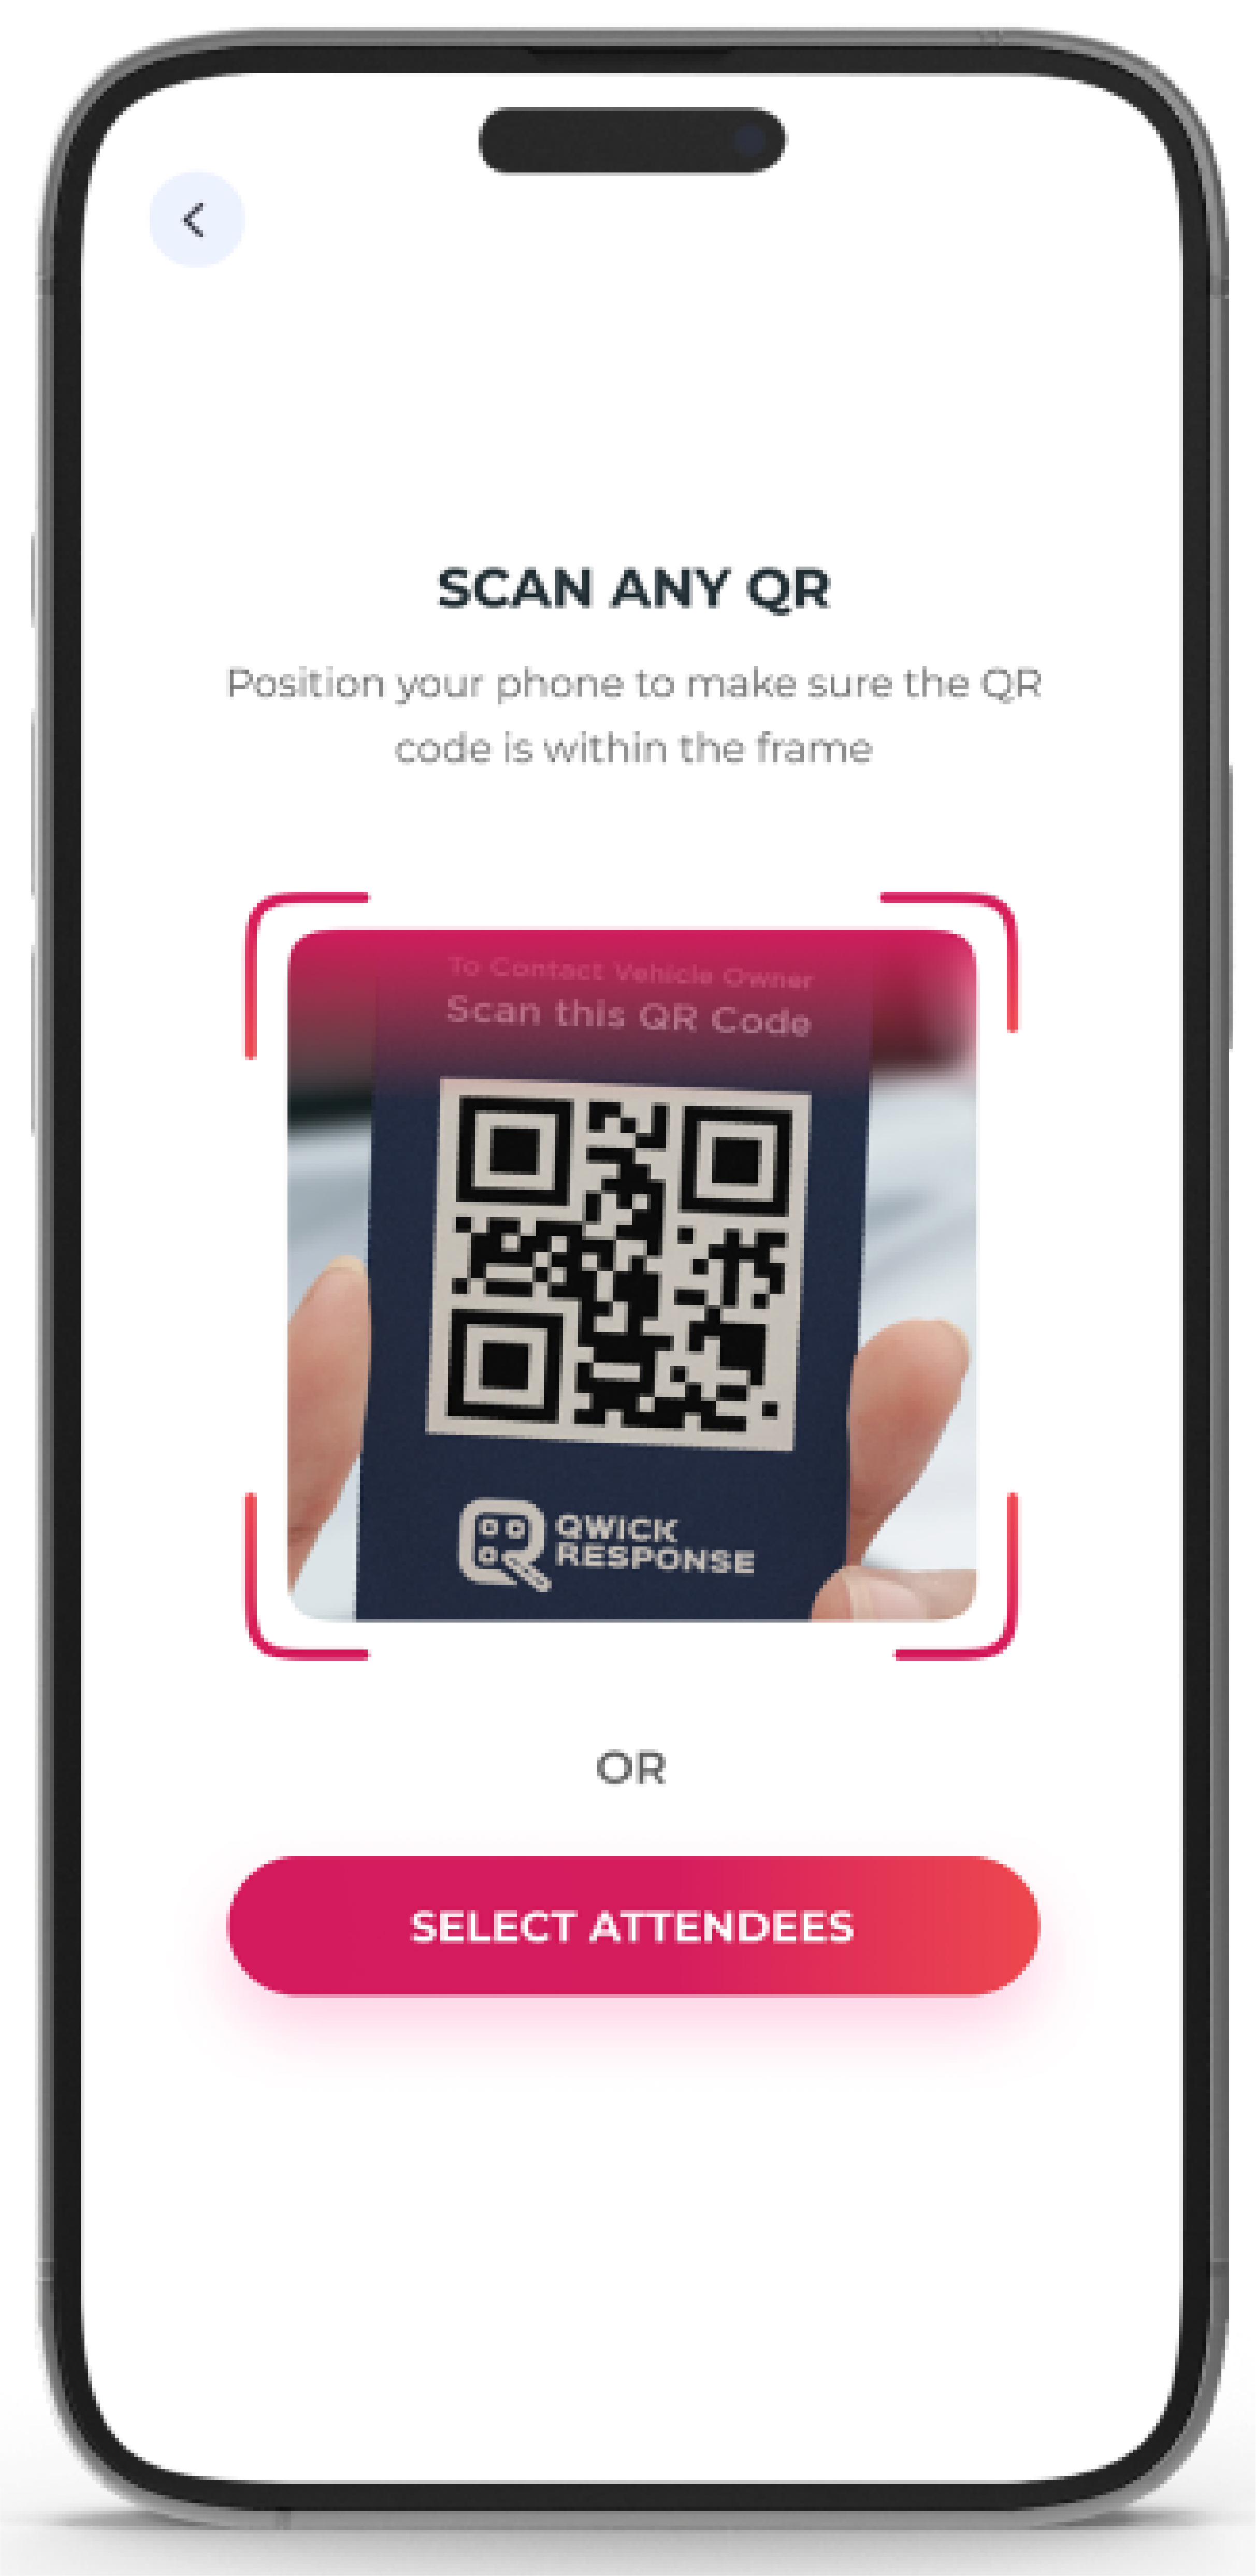 SCAN ANY QR
Position your phone to make sure the QR
code is within the frame
To Contact Vehicle Owner
Scan this QR Code
QWICK
RESPONSE
OR
SELECT ATTENDEES